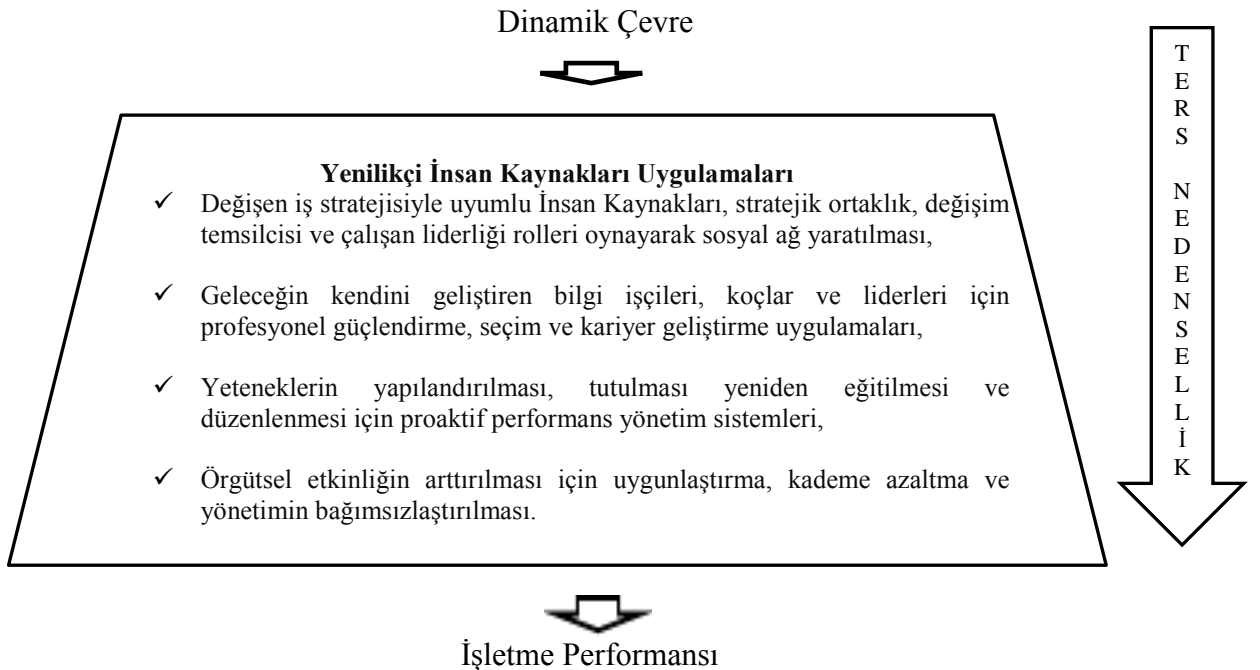 Dinamik Çevre
Yenilikçi İnsan Kaynakları Uygulamaları
✓ Değişen iş stratejisiyle uyumlu İnsan Kaynakları, stratejik ortaklık, değişim
temsilcisi ve çalışan liderliği rolleri oynayarak sosyal ağ yaratılması,
✓ Geleceğin kendini geliştiren bilgi işçileri, koçlar ve liderleri için
profesyonel güçlendirme, seçim ve kariyer geliştirme uygulamaları,
✓ Yeteneklerin yapılandırılması, tutulması yeniden eğitilmesi ve
düzenlenmesi için proaktif performans yönetim sistemleri,
✓ Örgütsel etkinliğin arttırılması için uygunlaştırma, kademe azaltma ve
yönetimin bağımsızlaştırılması.
İşletme Performansı
TERS NEDENSELLİK